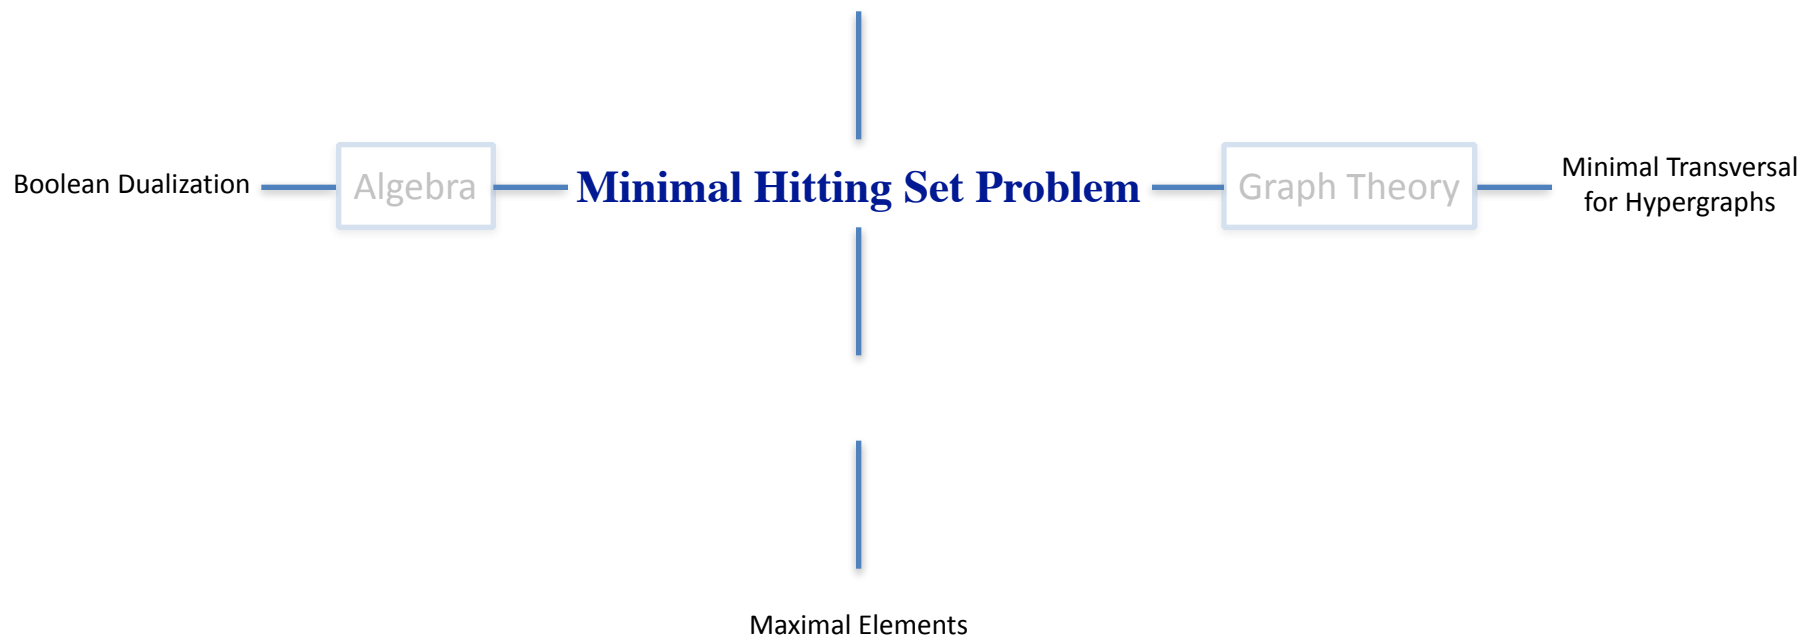 Boolean Dualization
Algebra
Minimal Hitting Set Problem
Graph Theory
Minimal Transversal
for Hypergraphs
Maximal Elements